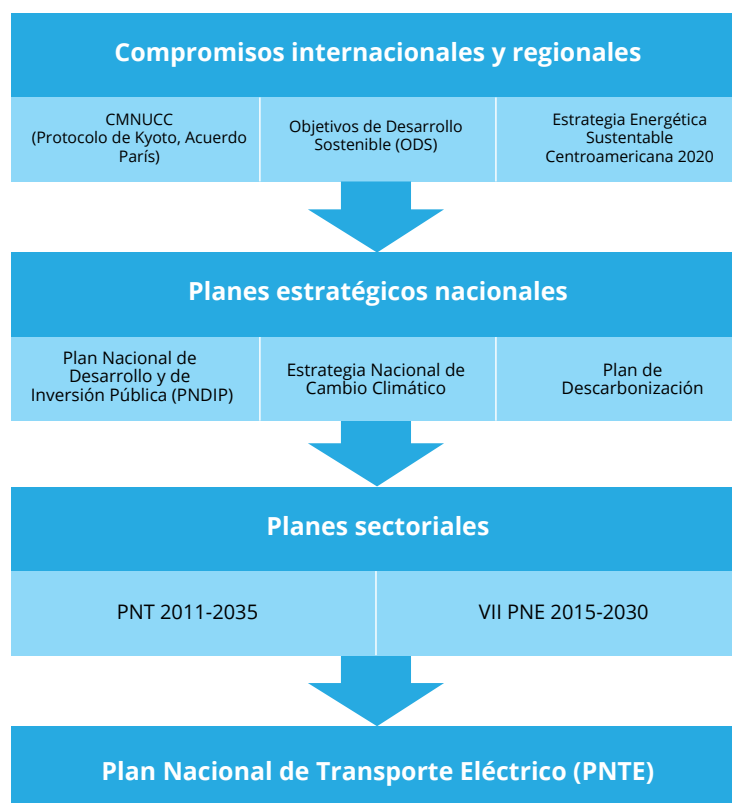 Compromisos internacionales y regionales
CMNUCC
(Protocolo de Kyoto, Acuerdo
París)
Objetivos de Desarrollo
Sostenible (ODS)
Estrategia Energética
Sustentable
Centroamericana 2020
Planes estratégicos nacionales
Plan Nacional de
Desarrollo y de
Inversión Pública (PNDIP)
Estrategia Nacional de
Cambio Climático
Plan de
Descarbonización
Planes sectoriales
PNT 2011-2035
VII PNE 2015-2030
Plan Nacional de Transporte Eléctrico (PNTE)